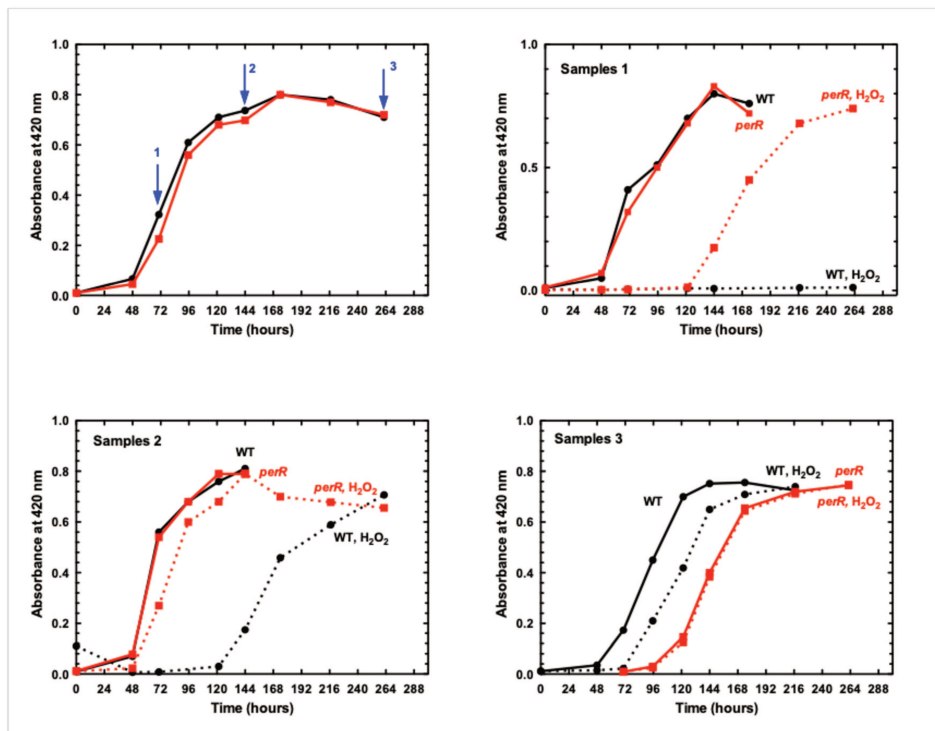 1.0
0.8
0.6
0.4
0.2
0.0
Absorbance at 420 nm
1
2
3
0 24 48 72 96 120 144 168 192 216 240 264 288
Time (hours)
Samples 1
1.0
0.5
0.0
Absorbance at 420 nm
WT
perR
perR, H₂O₂
WT, H₂O₂
0 24 48 72 96 120 144 168 192 216 240 264 288
Time (hours)
Samples 2
1.0
0.8
0.6
0.4
0.2
0.0
Absorbance at 420 nm
WT
perR
perR, H₂O₂
WT, H₂O₂
0 24 48 72 96 120 144 168 192 216 240 264 288
Time (hours)
Samples 3
1.0
0.8
0.6
0.4
0.2
0.0
Absorbance at 420 nm
WT
WT, H₂O₂
perR
perR, H₂O₂
0 24 48 72 96 120 144 168 192 216 240 264 288
Time (hours)